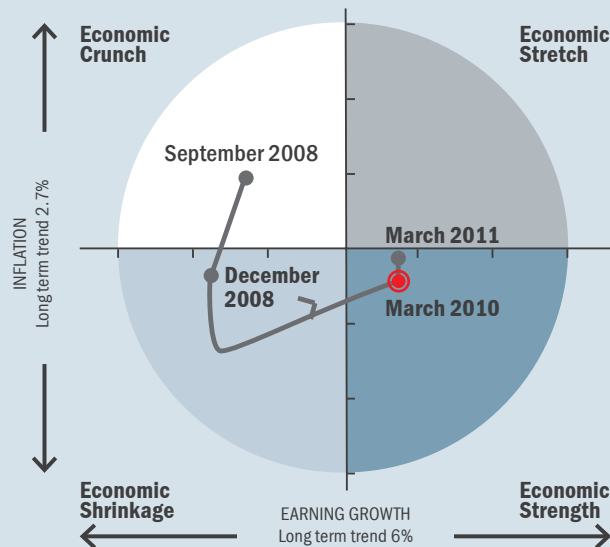 Economic
Crunch
Economic
Stretch
September 2008
INFLATION
Long term trend 2.7%
March 2011
December
2008
March 2010
Economic
Shrinkage
EARNING GROWTH
Long term trend 6%
Economic
Strength